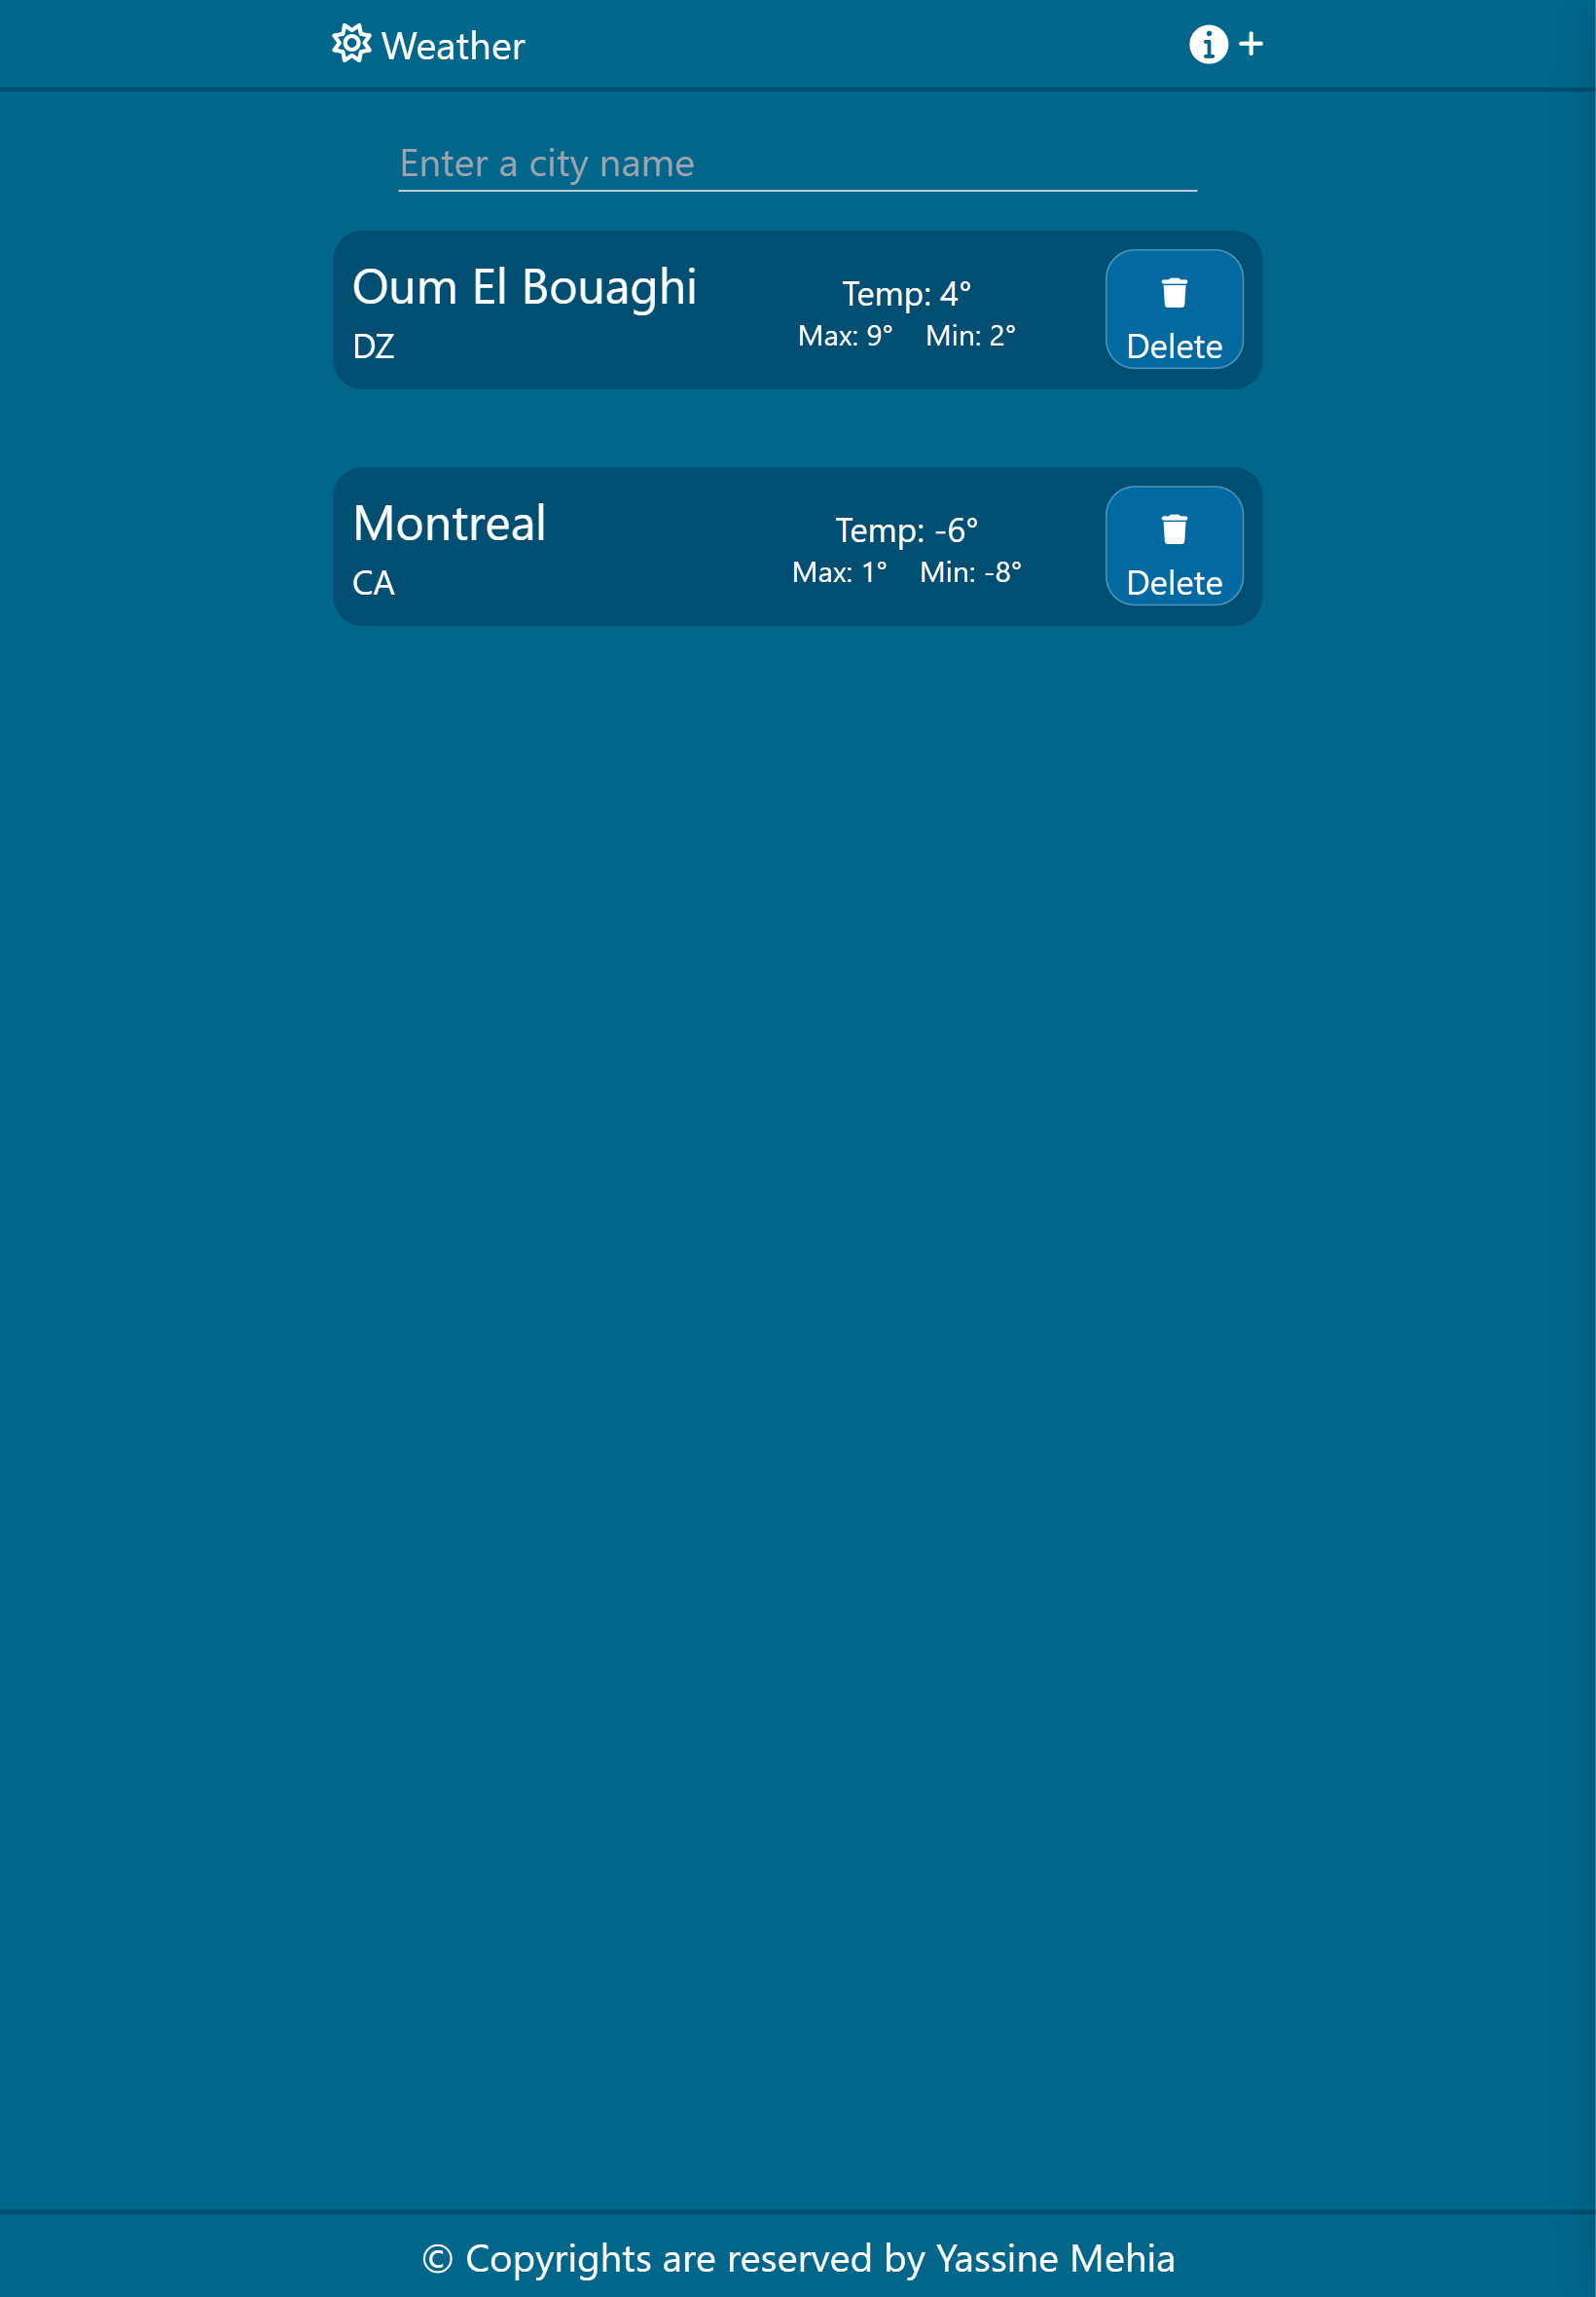 Weather
Enter a city name
Oum El Bouaghi
DZ
Temp: 4°
Max: 9° Min: 2°
Delete
Montreal
CA
Temp: -6°
Max: 1° Min: -8°
Delete
© Copyrights are reserved by Yassine Mehia